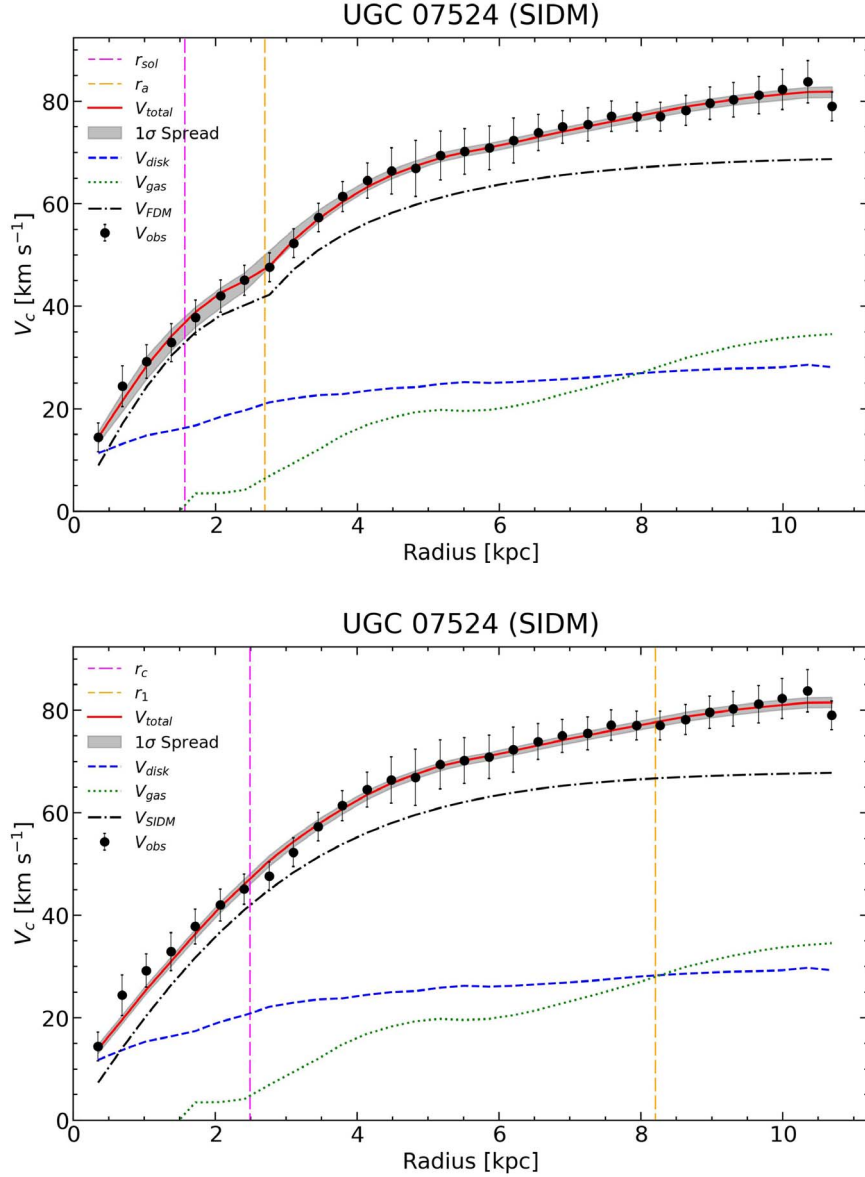 UGC 07524 (SIDM)
r_sol
r_a
V_total
1σ Spread
V_disk
V_gas
V_FDM
V_obs
V_c [km s⁻¹]
80
60
40
20
0
0 2 4 6 8 10
Radius [kpc]
UGC 07524 (SIDM)
r_c
r_1
V_total
1σ Spread
V_disk
V_gas
V_SIDM
V_obs
V_c [km s⁻¹]
80
60
40
20
0
0 2 4 6 8 10
Radius [kpc]